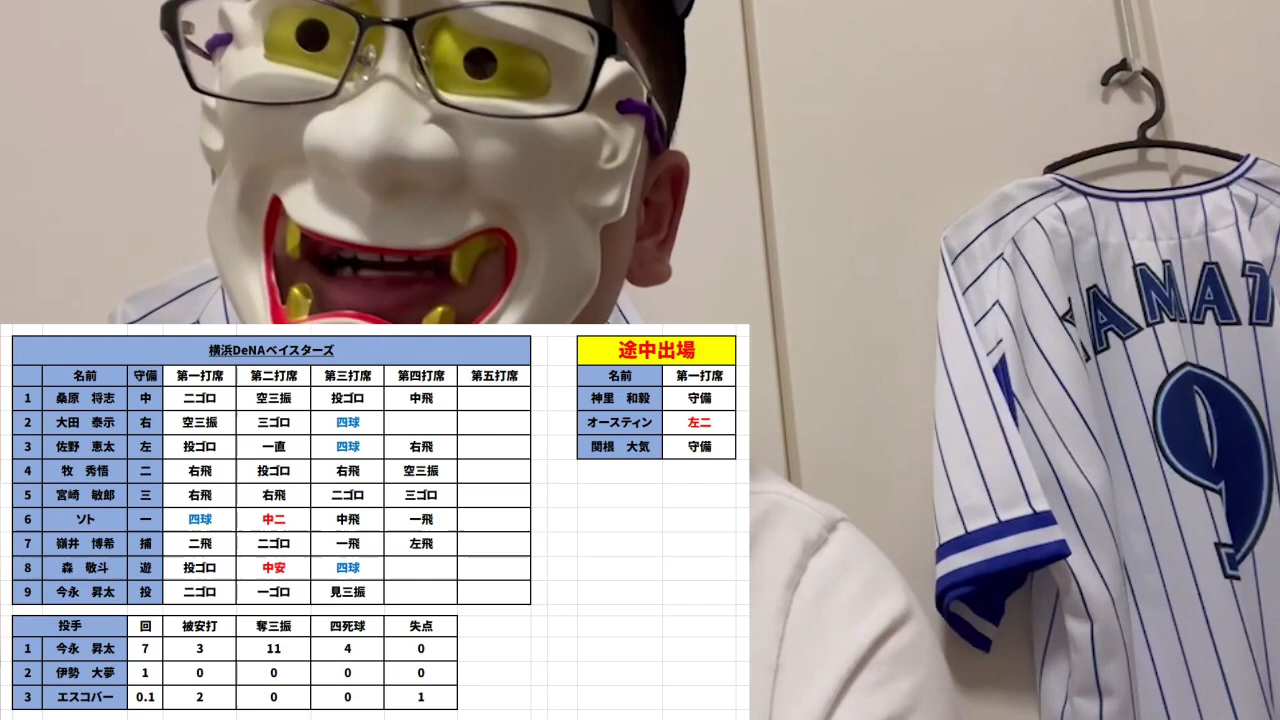 横浜DeNAベイスターズ
名前 守備 第一打席 第二打席 第三打席 第四打席 第五打席
1 桑原 将志 中 二ゴロ 空三振 投ゴロ 中飛
2 大田 泰示 右 空三振 三ゴロ 四球
3 佐野 恵太 左 投ゴロ 一直 四球 右飛
4 牧 秀悟 二 右飛 投ゴロ 右飛 空三振
5 宮崎 敏郎 三 右飛 右飛 二ゴロ 三ゴロ
6 ソト 一 四球 中二 中飛 一飛
7 嶺井 博希 捕 二飛 二ゴロ 一飛 左飛
8 森 敬斗 遊 投ゴロ 中安 四球
9 今永 昇太 投 二ゴロ 一ゴロ 見三振
投手 回 被安打 奪三振 四死球 失点
1 今永 昇太 7 3 11 4 0
2 伊勢 大夢 1 0 0 0 0
3 エスコバー 0.1 2 0 0 1
途中出場
名前 第一打席
神里 和毅 守備
オースティン 左二
関根 大気 守備
AMAT
9